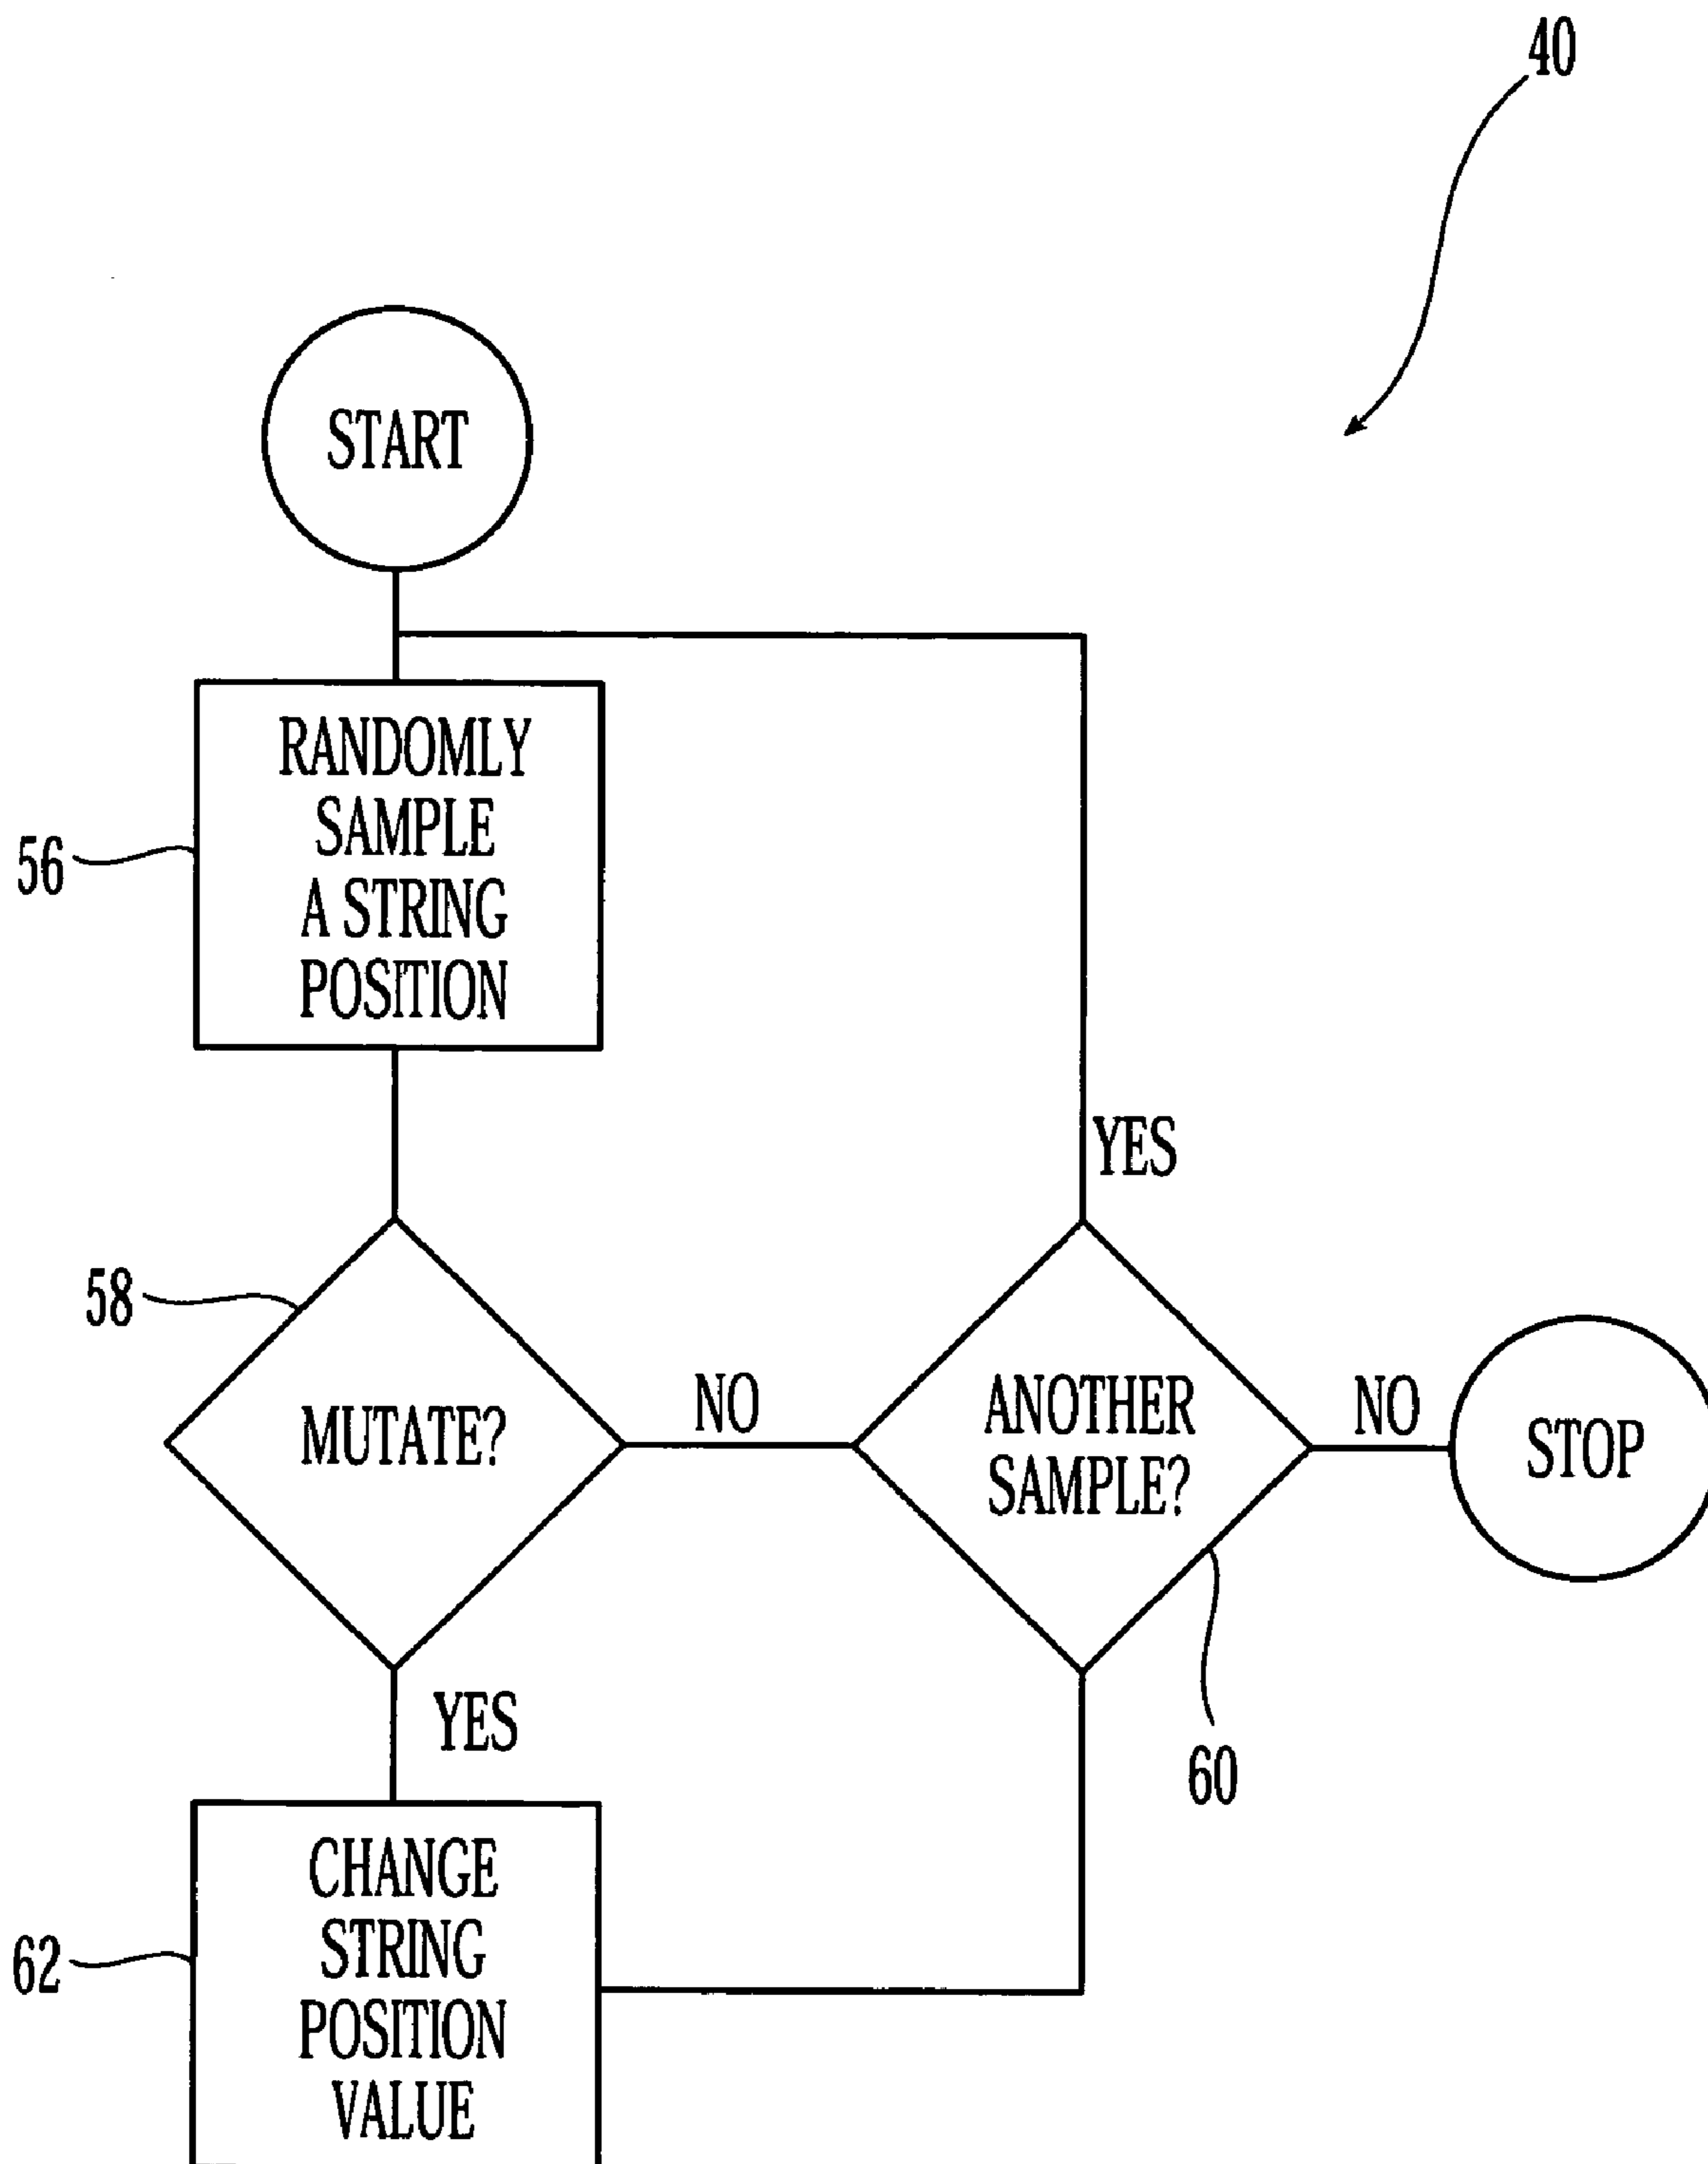 40
START
RANDOMLY
SAMPLE
A STRING
POSITION
56
YES
58
MUTATE?
NO
ANOTHER
SAMPLE?
NO
STOP
YES
60
CHANGE
STRING
POSITION
VALUE
62